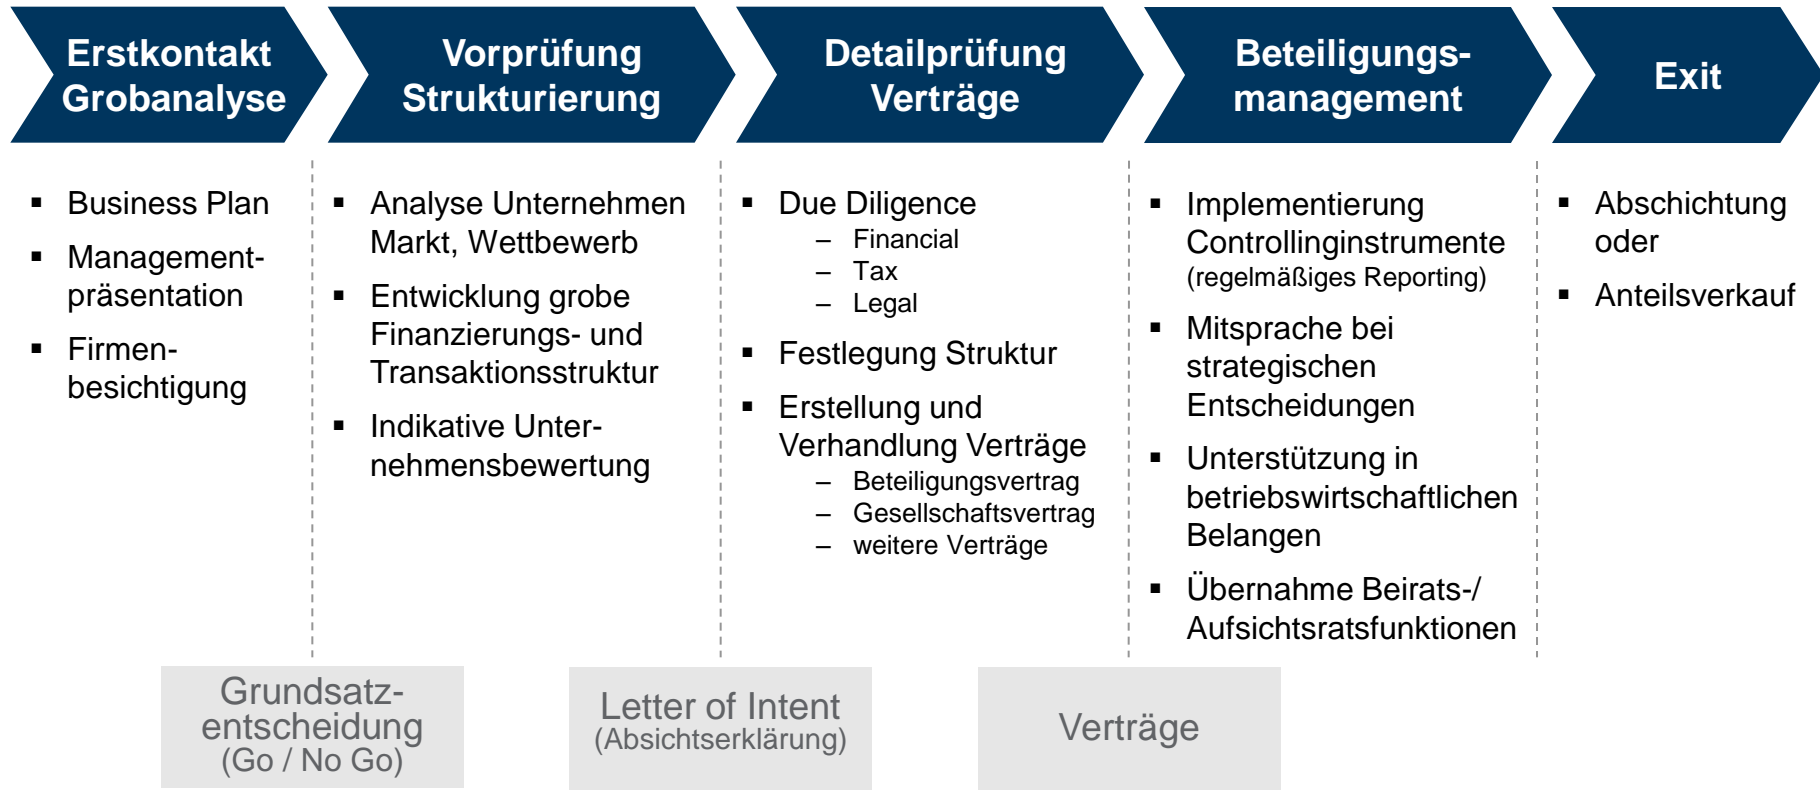 Erstkontakt
Grobanalyse
Vorprüfung
Strukturierung
Detailprüfung
Verträge
Beteiligungs-
management
Exit
▪ Business Plan
▪ Management-
präsentation
▪ Firmen-
besichtigung
▪ Analyse Unternehmen
Markt, Wettbewerb
▪ Entwicklung grobe
Finanzierungs- und
Transaktionsstruktur
▪ Indikative Unter-
nehmensbewertung
▪ Due Diligence
– Financial
– Tax
– Legal
▪ Festlegung Struktur
▪ Erstellung und
Verhandlung Verträge
– Beteiligungsvertrag
– Gesellschaftsvertrag
– weitere Verträge
▪ Implementierung
Controllinginstrumente
(regelmäßiges Reporting)
▪ Mitsprache bei
strategischen
Entscheidungen
▪ Unterstützung in
betriebswirtschaftlichen
Belangen
▪ Übernahme Beirats-/
Aufsichtsratsfunktionen
▪ Abschichtung
oder
▪ Anteilsverkauf
Grundsatz-
entscheidung
(Go / No Go)
Letter of Intent
(Absichtserklärung)
Verträge